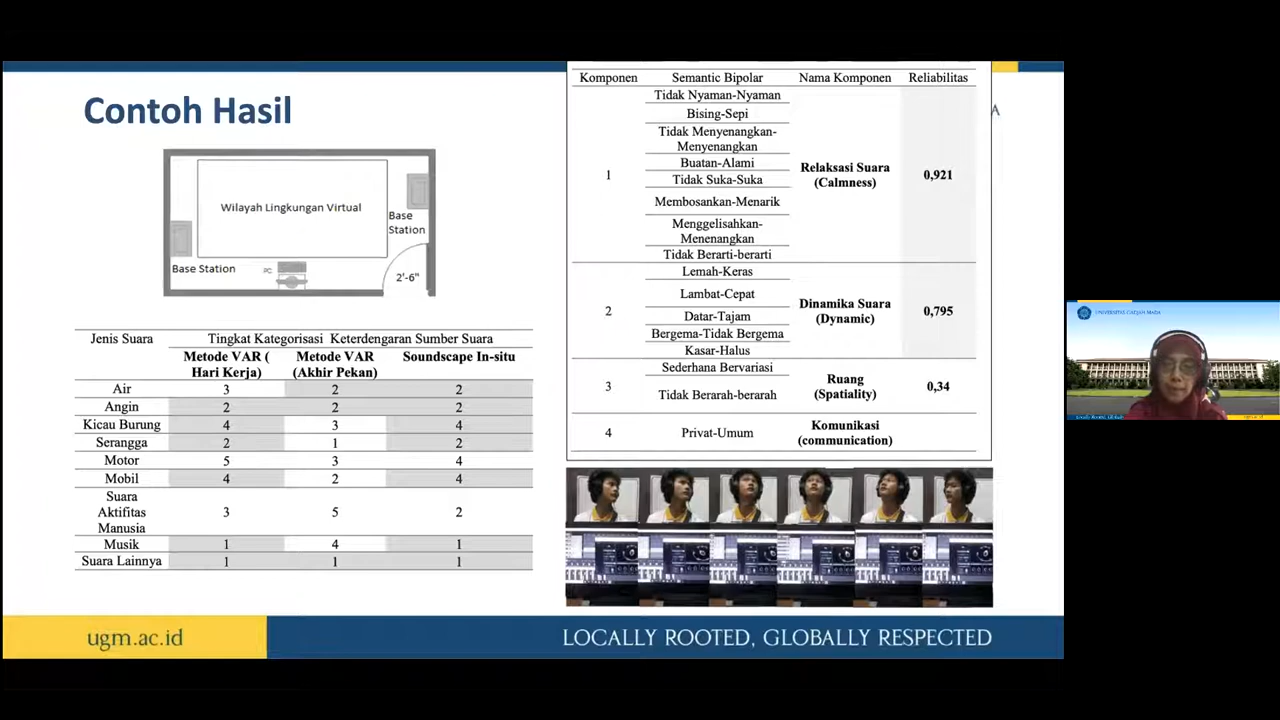 Contoh Hasil
Wilayah Lingkungan Virtual
Base
Station
Base Station
PC
2'-6"
Jenis Suara Tingkat Kategorisasi Keterdengaran Sumber Suara
Metode VAR ( Metode VAR Soundscape In-situ
Hari Kerja) (Akhir Pekan)
Air 3 2 2
Angin 2 2 2
Kicau Burung 4 3 4
Serangga 2 1 2
Motor 5 3 4
Mobil 4 2 4
Suara
Aktifitas 3 5 2
Manusia
Musik 1 4 1
Suara Lainnya 1 1 1
Komponen Semantic Bipolar Nama Komponen Reliabilitas
Tidak Nyaman-Nyaman
Bising-Sepi
Tidak Menyenangkan-
Menyenangkan
Buatan-Alami
1 Relaksasi Suara 0,921
(Calmness)
Tidak Suka-Suka
Membosankan-Menarik
Menggelisahkan-
Menenangkan
Tidak Berarti-berarti
Lemah-Keras
Lambat-Cepat
2 Dinamika Suara 0,795
(Dynamic)
Datar-Tajam
Bergema-Tidak Bergema
Kasar-Halus
Sederhana Bervariasi
3 Ruang 0,34
(Spatiality)
Tidak Berarah-berarah
4 Privat-Umum Komunikasi
(communication)
A
ugm.ac.id
LOCALLY ROOTED, GLOBALLY RESPECTED
UNIVERSITAS GADJAH MADA